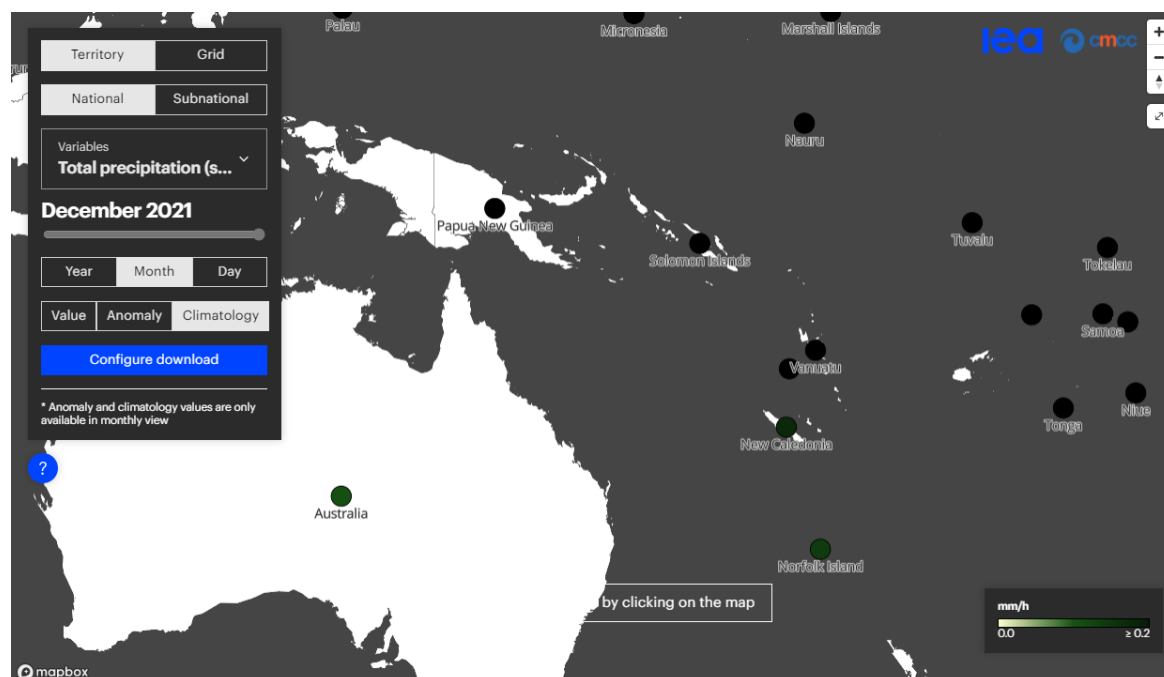 Palau
Micronesia
Marshall Islands
iea
cmcc
Territory
Grid
National
Subnational
Variables
Total precipitation (s...
December 2021
Year
Month
Day
Value
Anomaly
Climatology
Configure download
* Anomaly and climatology values are only
available in monthly view
?
Nauru
Papua New Guinea
Solomon Islands
Tuvalu
Tokelau
Samoa
Vanuatu
Niue
Tonga
New Caledonia
Australia
Norfolk Island
by clicking on the map
mm/h
0.0
≥ 0.2
mapbox